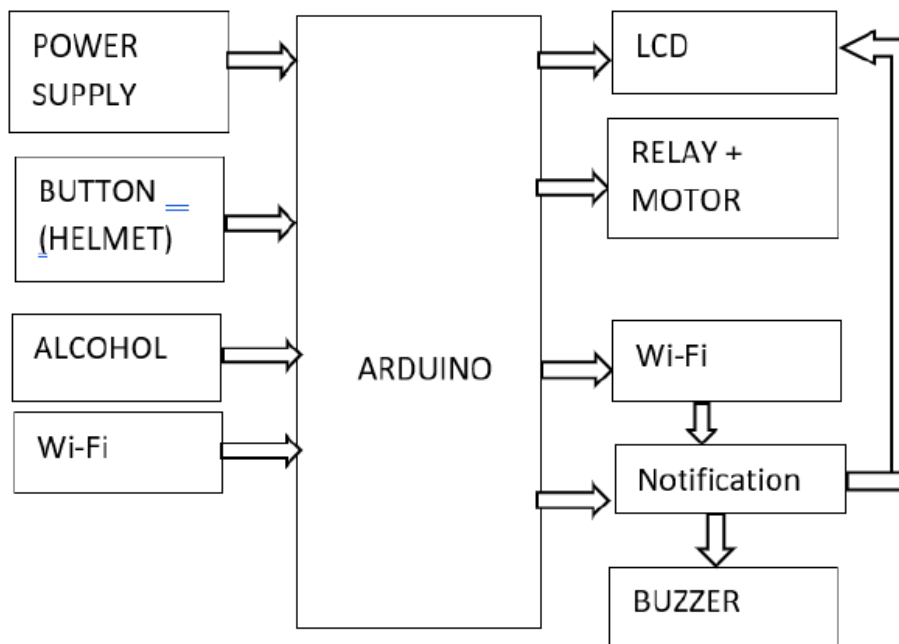 POWER
SUPPLY
BUTTON
(HELMET)
ALCOHOL
Wi-Fi
ARDUINO
LCD
RELAY +
MOTOR
Wi-Fi
Notification
BUZZER